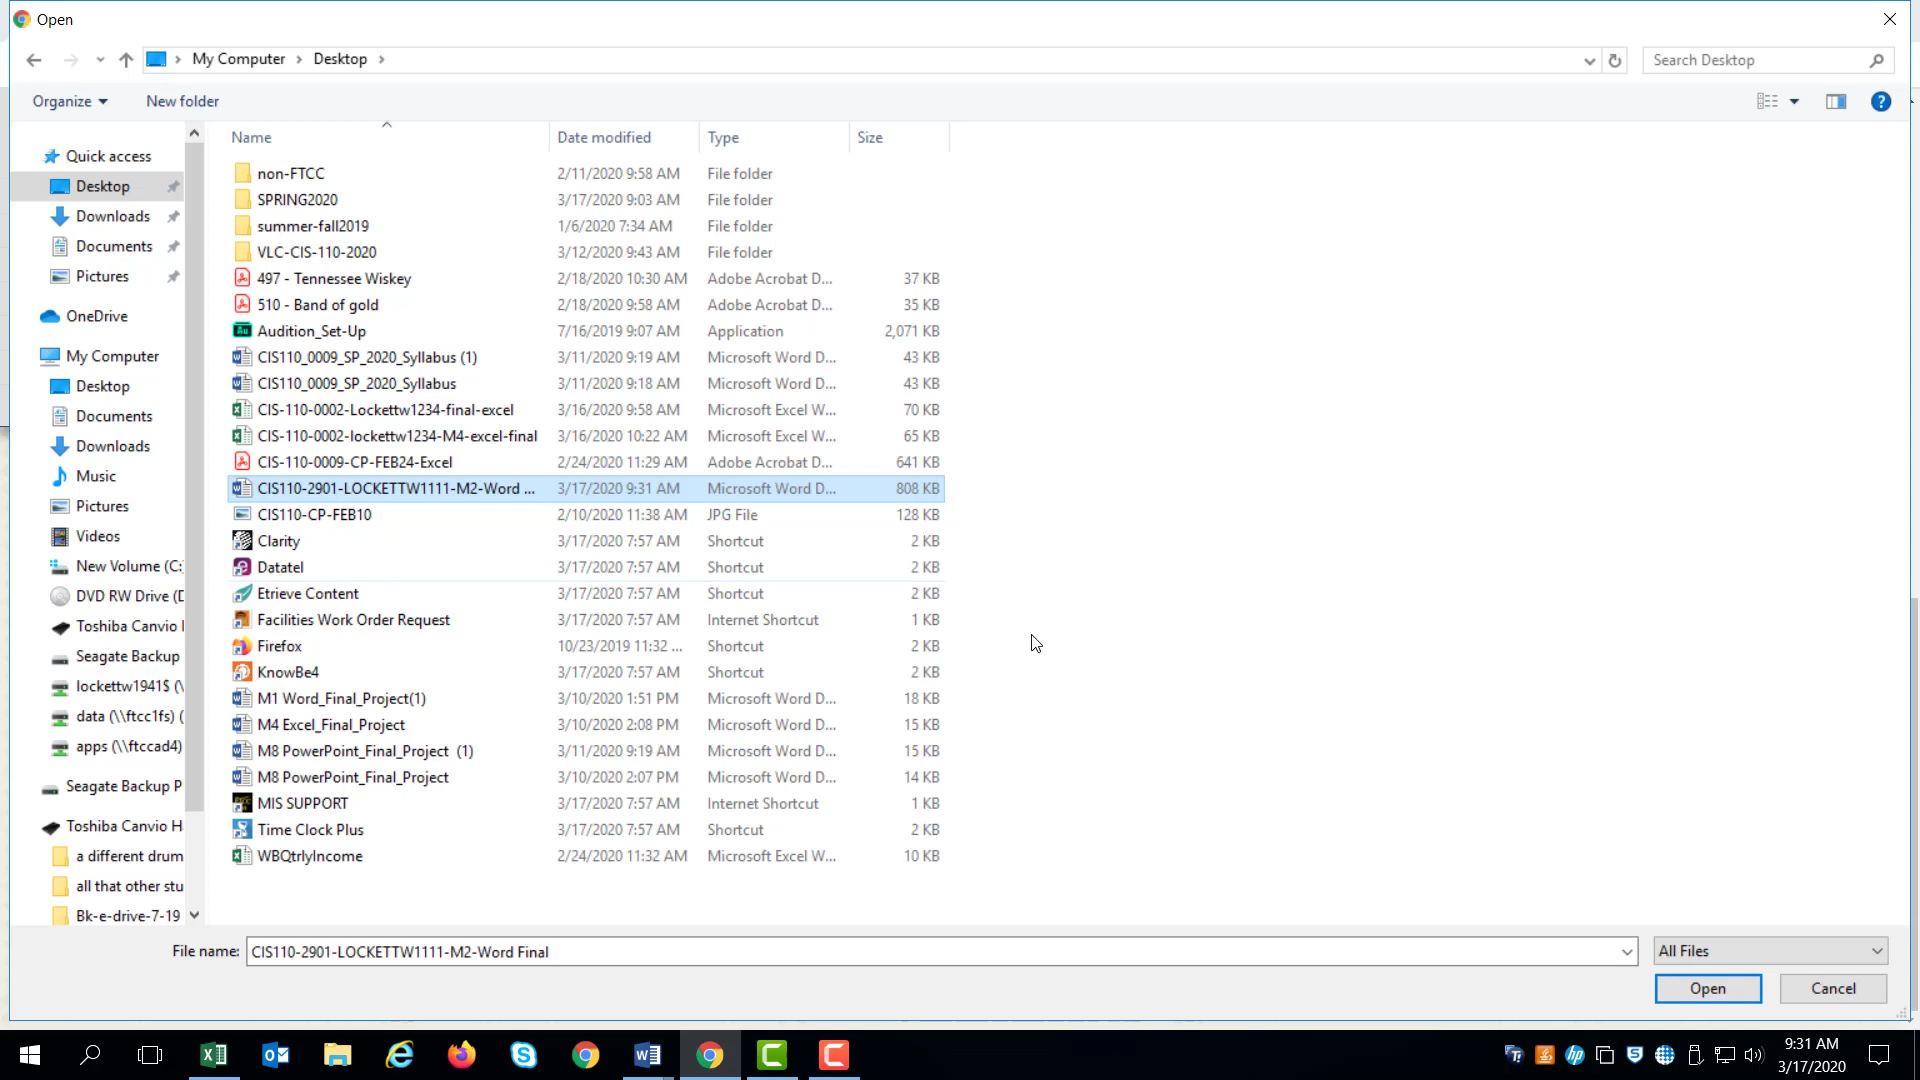 Open
My Computer > Desktop >
Search Desktop
Organize
New folder
Name Date modified Type Size
Quick access
Desktop
Downloads
Documents
Pictures
OneDrive
My Computer
Desktop
Documents
Downloads
Music
Pictures
Videos
New Volume (C:
DVD RW Drive (D
Toshiba Canvio
Seagate Backup
lockettw1941$ (\
data (\\ftcc1fs) (
apps (\\ftccad4)
Seagate Backup P
Toshiba Canvio H
a different drum
all that other stu
Bk-e-drive-7-19
non-FTCC 2/11/2020 9:58 AM File folder
SPRING2020 3/17/2020 9:03 AM File folder
summer-fall2019 1/6/2020 7:34 AM File folder
VLC-CIS-110-2020 3/12/2020 9:43 AM File folder
497 - Tennessee Wiskey 2/18/2020 10:30 AM Adobe Acrobat D... 37 KB
510 - Band of gold 2/18/2020 9:58 AM Adobe Acrobat D... 35 KB
Audition_Set-Up 7/16/2019 9:07 AM Application 2,071 KB
CIS110_0009_SP_2020_Syllabus (1) 3/11/2020 9:19 AM Microsoft Word D... 43 KB
CIS110_0009_SP_2020_Syllabus 3/11/2020 9:18 AM Microsoft Word D... 43 KB
CIS-110-0002-Lockettw1234-final-excel 3/16/2020 9:58 AM Microsoft Excel W... 70 KB
CIS-110-0002-lockettw1234-M4-excel-final 3/16/2020 10:22 AM Microsoft Excel W... 65 KB
CIS-110-0009-CP-FEB24-Excel 2/24/2020 11:29 AM Adobe Acrobat D... 641 KB
CIS110-2901-LOCKETTW1111-M2-Word ... 3/17/2020 9:31 AM Microsoft Word D... 808 KB
CIS110-CP-FEB10 2/10/2020 11:38 AM JPG File 128 KB
Clarity 3/17/2020 7:57 AM Shortcut 2 KB
Datatel 3/17/2020 7:57 AM Shortcut 2 KB
Etrieve Content 3/17/2020 7:57 AM Shortcut 2 KB
Facilities Work Order Request 3/17/2020 7:57 AM Internet Shortcut 1 KB
Firefox 10/23/2019 11:32 ... Shortcut 2 KB
KnowBe4 3/17/2020 7:57 AM Shortcut 2 KB
M1 Word_Final_Project(1) 3/10/2020 1:51 PM Microsoft Word D... 18 KB
M4 Excel_Final_Project 3/10/2020 2:08 PM Microsoft Word D... 15 KB
M8 PowerPoint_Final_Project (1) 3/11/2020 9:19 AM Microsoft Word D... 15 KB
M8 PowerPoint_Final_Project 3/10/2020 2:07 PM Microsoft Word D... 14 KB
MIS SUPPORT 3/17/2020 7:57 AM Internet Shortcut 1 KB
Time Clock Plus 3/17/2020 7:57 AM Shortcut 2 KB
WBQtrlyIncome 2/24/2020 11:32 AM Microsoft Excel W... 10 KB
File name: CIS110-2901-LOCKETTW1111-M2-Word Final
All Files
Open
Cancel
9:31 AM
3/17/2020